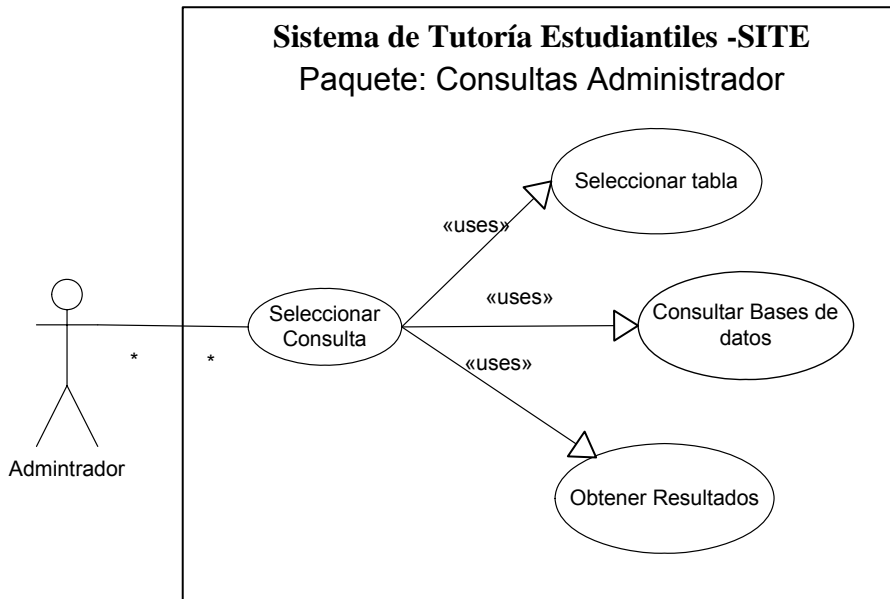 Sistema de Tutoría Estudiantiles -SITE
Paquete: Consultas Administrador
Seleccionar tabla
«uses»
«uses»
Consultar Bases de
datos
Seleccionar
Consulta
*
*
«uses»
Admintrador
Obtener Resultados